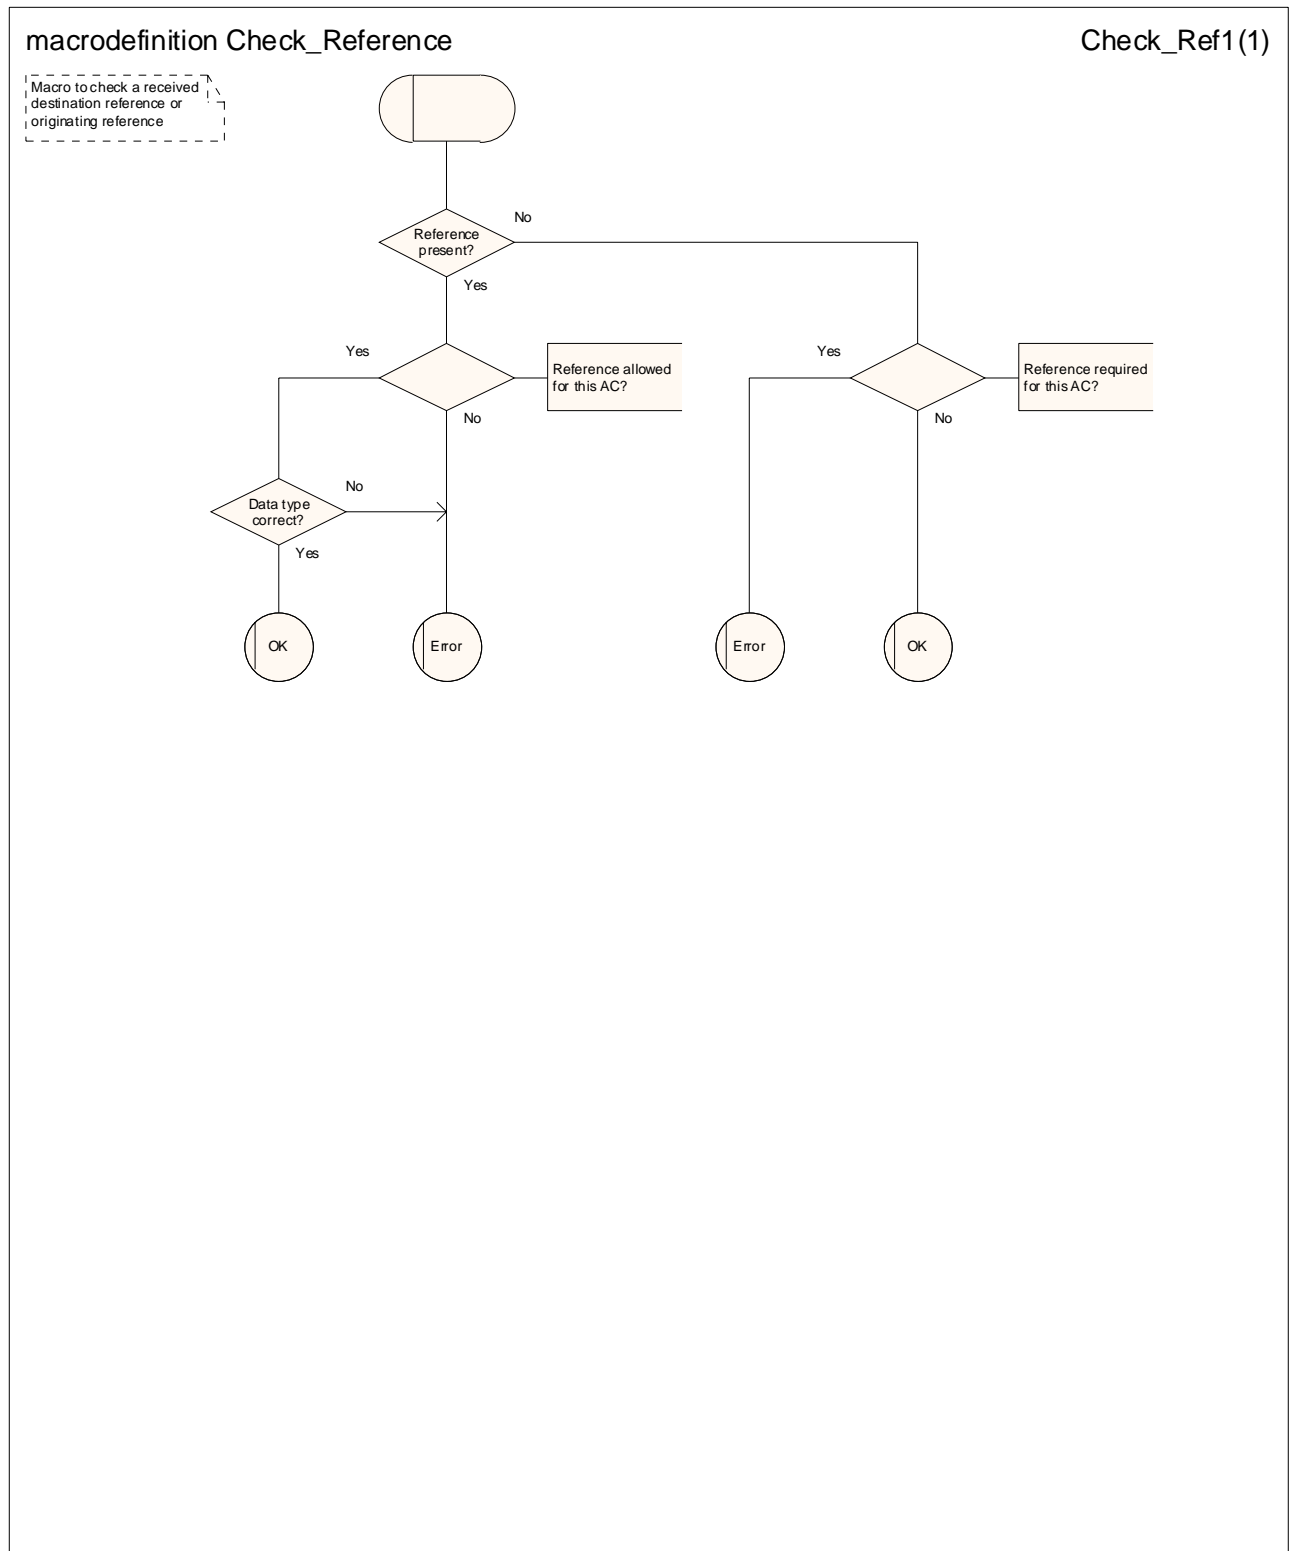 macrodefinition Check_Reference
Check_Ref1(1)
Macro to check a received
destination reference or
originating reference
No
Reference
present?
Yes
Yes
Reference allowed
for this AC?
No
Yes
Reference required
for this AC?
No
No
Data type
correct?
Yes
OK
Error
Error
OK